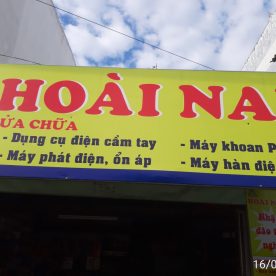 HOÀI NA
ỬA CHỮA
- Dụng cụ điện cầm tay
- Máy phát điện, ổn áp
- Máy khoan P
- Máy hàn điệ
HOÀI
16/0